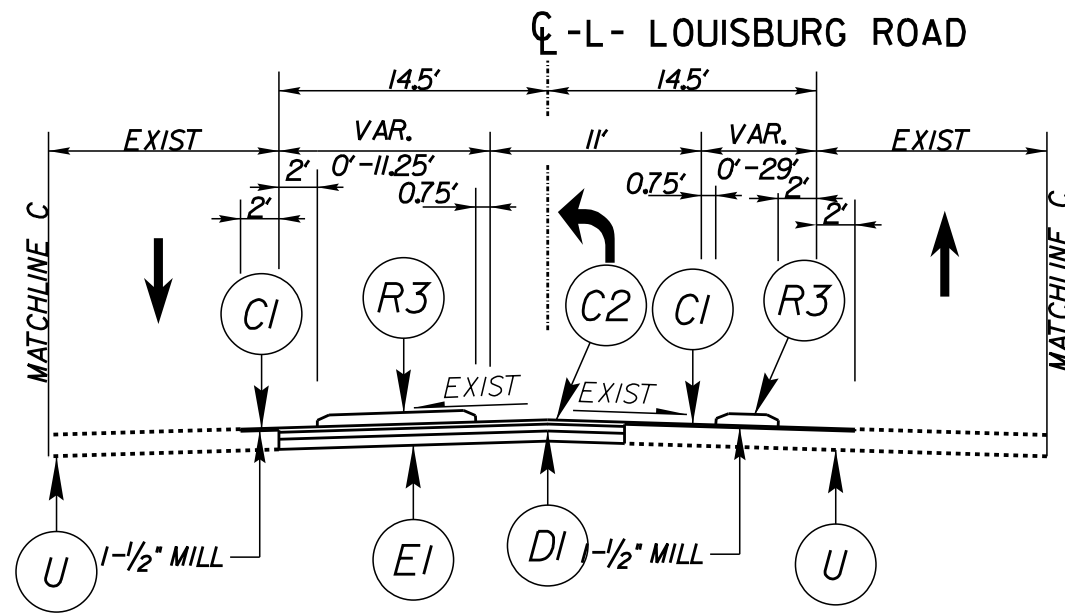 ℄ -L- LOUISBURG ROAD
14.5' 14.5'
EXIST VAR. 11' VAR. EXIST
0'-11.25' 0'-29'
2' 0.75' 0.75' 2'
2' 2'
MATCHLINE C
MATCHLINE C
C1 R3 C2 C1 R3
EXIST EXIST
U 1-1/2" MILL E1 D1 1-1/2" MILL U